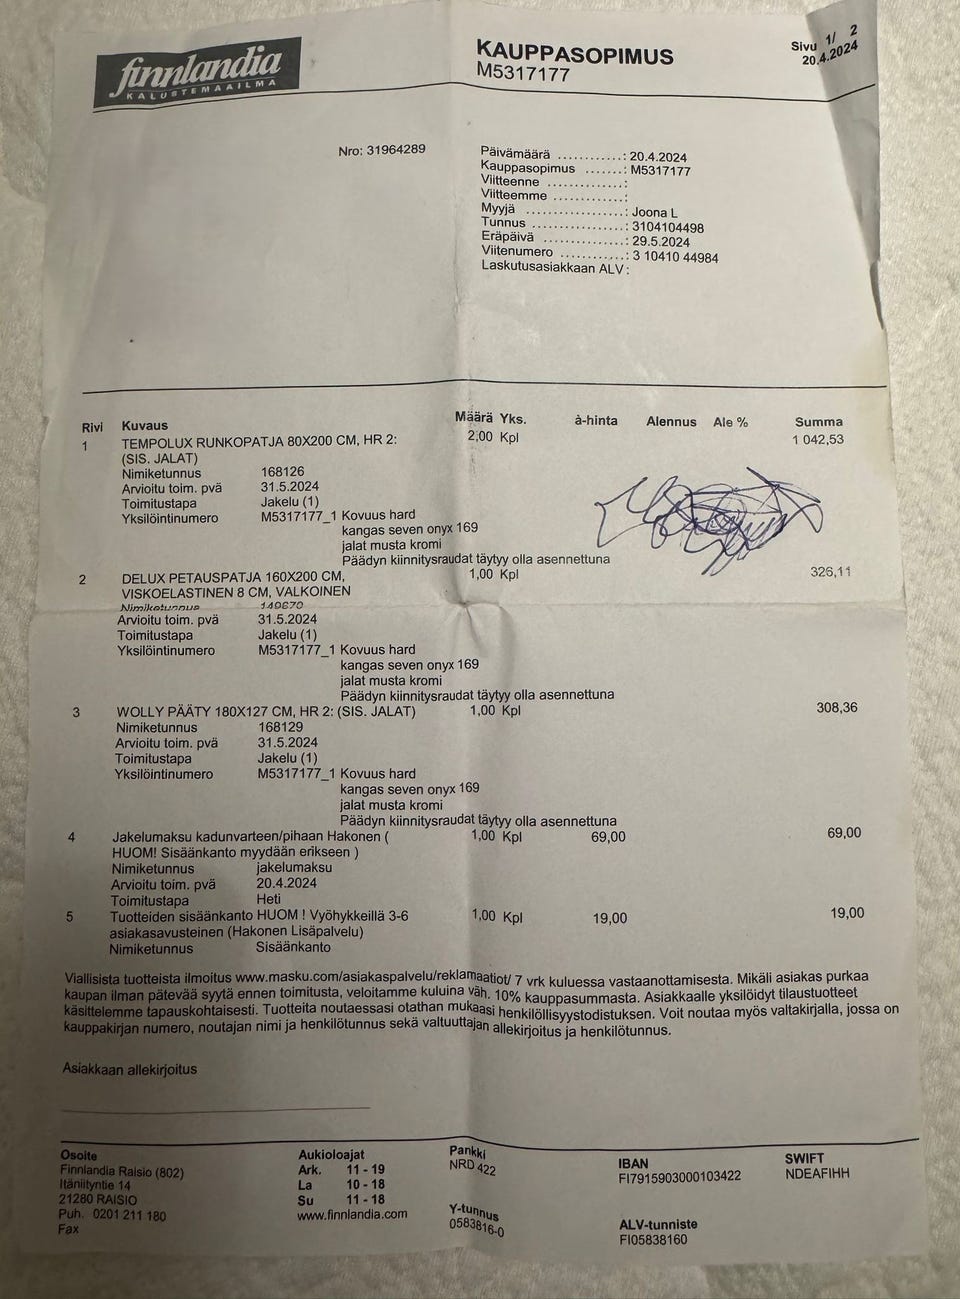 finnlandia
KALUSTEMAAILMA
KAUPPASOPIMUS
M5317177
Sivu 1/ 2
20.4.2024
Nro: 31964289
Päivämäärä ............: 20.4.2024
Kauppasopimus .......: M5317177
Viitteenne ..............:
Viitteemme .............:
Myyjä ..................: Joona L
Tunnus .................: 3104104498
Eräpäivä ...............: 29.5.2024
Viitenumero ............: 3 10410 44984
Laskutusasiakkaan ALV :
Rivi Kuvaus Määrä Yks. à-hinta Alennus Ale % Summa
1 TEMPOLUX RUNKOPATJA 80X200 CM, HR 2: 2,00 Kpl 1 042,53
(SIS. JALAT)
Nimiketunnus 168126
Arvioitu toim. pvä 31.5.2024
Toimitustapa Jakelu (1)
Yksilöintinumero M5317177_1 Kovuus hard
kangas seven onyx 169
jalat musta kromi
Päädyn kiinnitysraudat täytyy olla asennettuna
2 DELUX PETAUSPATJA 160X200 CM, 1,00 Kpl 326,11
VISKOELASTINEN 8 CM, VALKOINEN
Nimiketunnus 149670
Arvioitu toim. pvä 31.5.2024
Toimitustapa Jakelu (1)
Yksilöintinumero M5317177_1 Kovuus hard
kangas seven onyx 169
jalat musta kromi
Päädyn kiinnitysraudat täytyy olla asennettuna
3 WOLLY PÄÄTY 180X127 CM, HR 2: (SIS. JALAT) 1,00 Kpl 308,36
Nimiketunnus 168129
Arvioitu toim. pvä 31.5.2024
Toimitustapa Jakelu (1)
Yksilöintinumero M5317177_1 Kovuus hard
kangas seven onyx 169
jalat musta kromi
Päädyn kiinnitysraudat täytyy olla asennettuna
4 Jakelumaksu kadunvarteen/pihaan Hakonen ( 1,00 Kpl 69,00 69,00
HUOM! Sisäänkanto myydään erikseen )
Nimiketunnus jakelumaksu
Arvioitu toim. pvä 20.4.2024
Toimitustapa Heti
5 Tuotteiden sisäänkanto HUOM ! Vyöhykkeillä 3-6 1,00 Kpl 19,00 19,00
asiakasavusteinen (Hakonen Lisäpalvelu)
Nimiketunnus Sisäänkanto
Viallisista tuotteista ilmoitus www.masku.com/asiakaspalvelu/reklamaatiot/ 7 vrk kuluessa vastaanottamisesta. Mikäli asiakas purkaa
kaupan ilman pätevää syytä ennen toimitusta, veloitamme kuluina väh. 10% kauppasummasta. Asiakkaalle yksilöidyt tilaustuotteet
käsittelemme tapauskohtaisesti. Tuotteita noutaessasi otathan mukaasi henkilöllisyystodistuksen. Voit noutaa myös valtakirjalla, jossa on
kauppakirjan numero, noutajan nimi ja henkilötunnus sekä valtuuttajan allekirjoitus ja henkilötunnus.
Asiakkaan allekirjoitus
Osoite Aukioloajat Pankki IBAN SWIFT
Finnlandia Raisio (802) Ark. 11 - 19 NRD 422 FI7915903000103422 NDEAFIHH
Itäniityntie 14 La 10 - 18
21280 RAISIO Su 11 - 18
Puh. 0201 211 180 www.finnlandia.com Y-tunnus ALV-tunniste
Fax 0583816-0 FI05838160